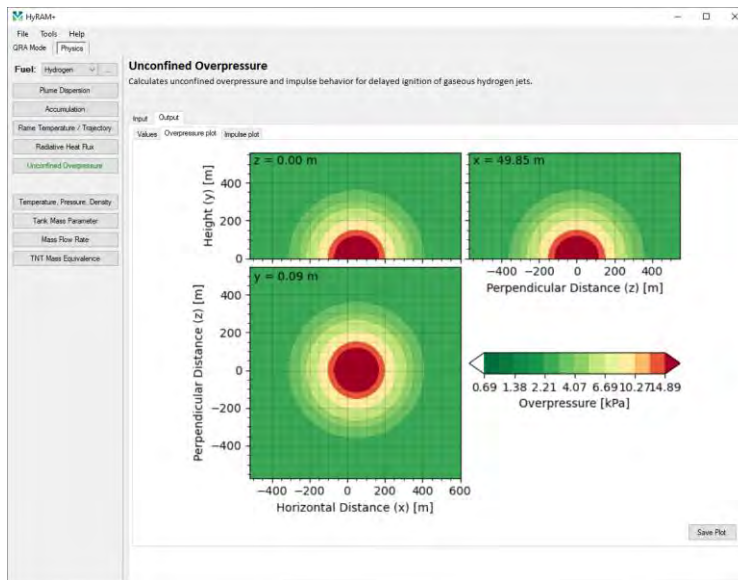 HyRAM+
File Tools Help
QRA Mode Physics
Fuel: Hydrogen ...
Plume Dispersion
Accumulation
Flame Temperature / Trajectory
Radiative Heat Flux
Unconfined Overpressure
Temperature, Pressure, Density
Tank Mass Parameter
Mass Flow Rate
TNT Mass Equivalence
Unconfined Overpressure
Calculates unconfined overpressure and impulse behavior for delayed ignition of gaseous hydrogen jets.
Input Output
Values Overpressure plot Impulse plot
z = 0.00 m
Height (y) [m]
400
200
0
x = 49.85 m
−400 −200 0 200 400
Perpendicular Distance (z) [m]
y = 0.09 m
Perpendicular Distance (z) [m]
400
200
0
−200
−400
−400 −200 0 200 400 600
Horizontal Distance (x) [m]
0.69 1.38 2.21 4.07 6.69 10.27 14.89
Overpressure [kPa]
Save Plot